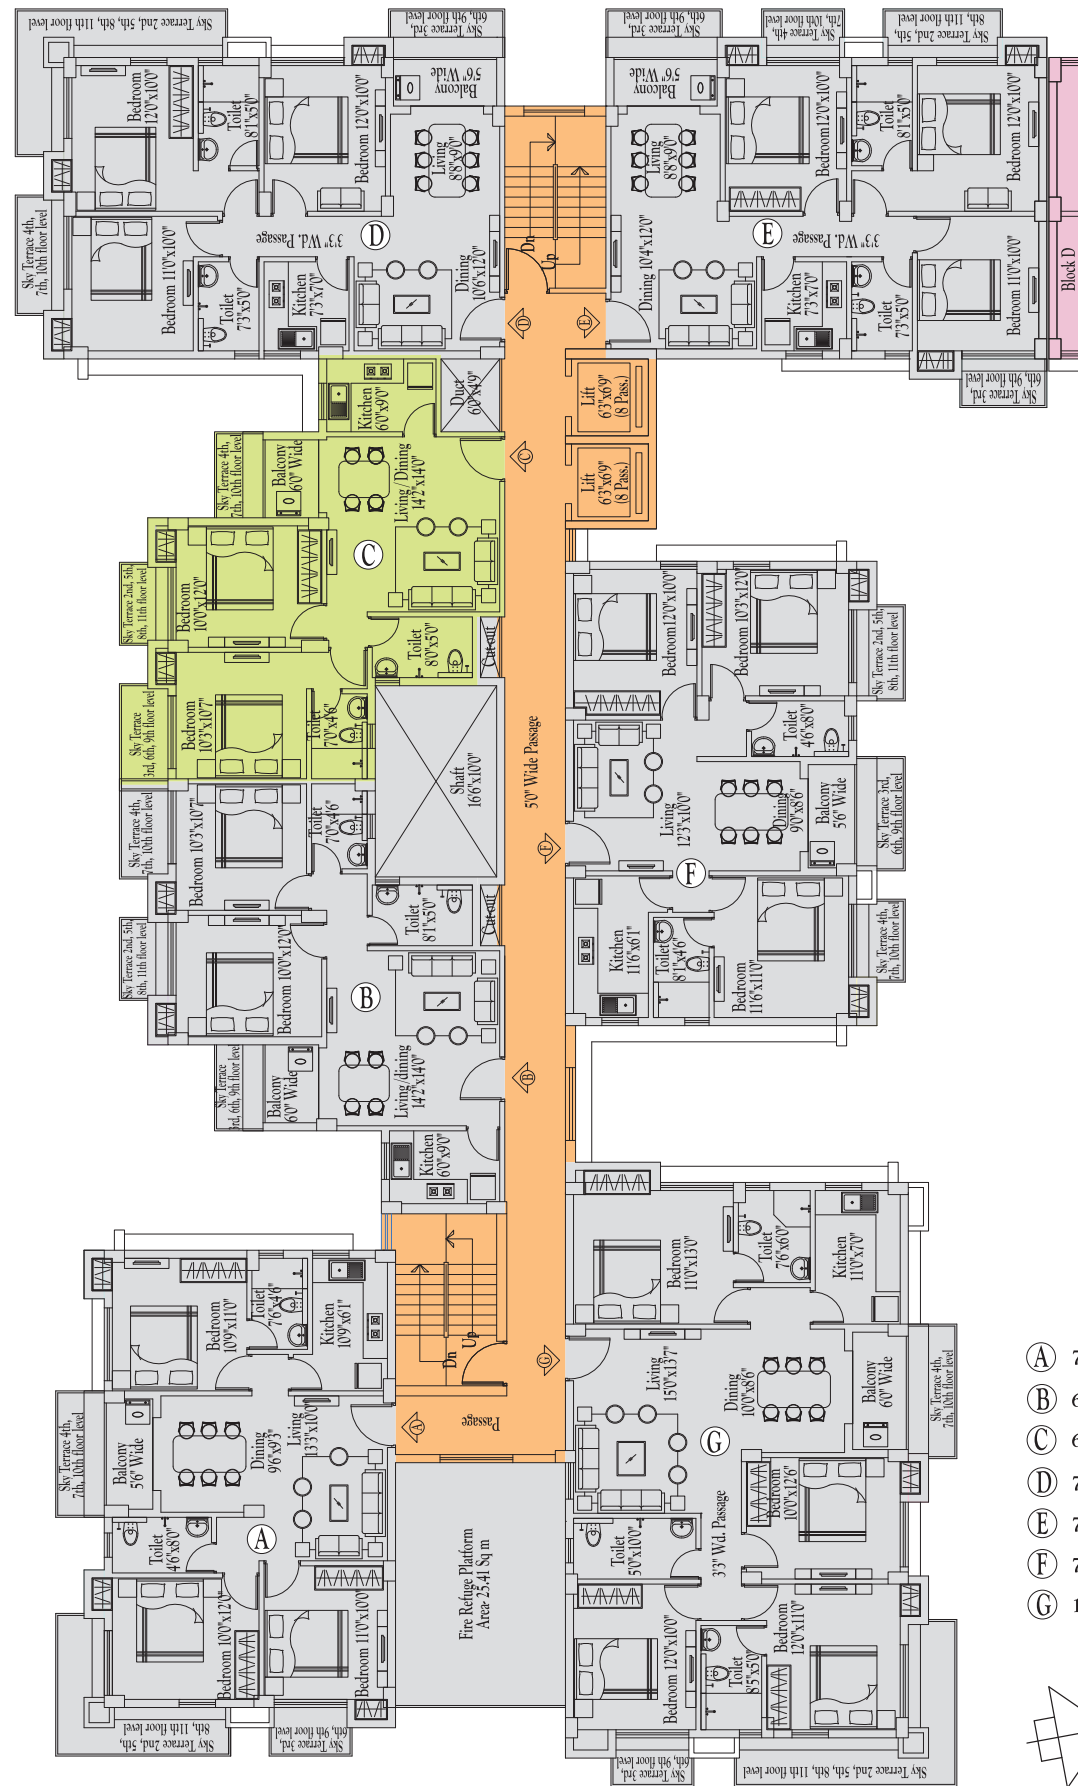 Sky Terrace 2nd, 5th, 8th, 11th floor level
Sky Terrace 3rd,
6th, 9th floor level
Sky Terrace 3rd,
6th, 9th floor level
Sky Terrace 4th,
7th, 10th floor level
Sky Terrace 2nd, 5th,
8th, 11th floor level
Bedroom
12'0"x10'0"
Toilet
8'1"x5'0"
Bedroom 12'0"x10'0"
Balcony
5'6" Wide
Living
8'8"x9'0"
Sky Terrace 4th,
7th, 10th floor level
Bedroom 11'0"x10'0"
3'3" Wd. Passage
D
Toilet
7'3"x5'0"
Kitchen
7'3"x7'0"
Dining
10'6"x12'0"
Dn
Up
D
E
Balcony
5'6" Wide
Living
8'8"x9'0"
Bedroom12'0"x10'0"
Toilet
8'1"x5'0"
Bedroom 12'0"x10'0"
E
3'3" Wd. Passage
Dining 10'4"x12'0"
Kitchen
7'3"x7'0"
Toilet
7'3"x5'0"
Bedroom 11'0"x10'0"
Block D
Sky Terrace 3rd,
6th, 9th floor level
Kitchen
6'0"x9'0"
Duct
6'0"x4'9"
Lift
6'3"x6'9"
(8 Pass.)
Lift
6'3"x6'9"
(8 Pass.)
Sky Terrace 4th,
7th, 10th floor level
Balcony
6'0" Wide
Living/Dining
14'2"x14'0"
C
C
Sky Terrace 2nd, 5th,
8th, 11th floor level
Bedroom
10'0"x12'0"
Toilet
8'0"x5'0"
Cutout
Sky Terrace
3rd, 6th, 9th floor level
Bedroom
10'3"x10'7"
Toilet
7'0"x4'6"
Shaft
16'6"x10'0"
5'0" Wide Passage
Bedroom12'0"x10'0"
Bedroom 10'3"x12'0"
Sky Terrace 2nd, 5th,
8th, 11th floor level
Toilet
4'6"x8'0"
Living
12'3"x10'0"
Dining
9'0"x8'6"
Balcony
5'6" Wide
Sky Terrace 3rd,
6th, 9th floor level
F
F
Kitchen
11'6"x6'1"
Toilet
8'1"x4'6"
Bedroom
11'6"x11'0"
Sky Terrace 4th,
7th, 10th floor level
Sky Terrace 4th,
7th, 10th floor level
Bedroom 10'3"x10'7"
Toilet
7'0"x4'6"
Toilet
8'1"x5'0"
Cutout
Sky Terrace 2nd, 5th,
8th, 11th floor level
Bedroom 10'0"x12'0"
B
Sky Terrace
3rd, 6th, 9th floor level
Balcony
6'0" Wide
Living/dining
14'2"x14'0"
B
Kitchen
6'0"x9'0"
Dn
Up
Passage
A
G
Bedroom
10'9"x11'0"
Toilet
7'6"x4'6"
Kitchen
10'9"x6'1"
Sky Terrace 4th,
7th, 10th floor level
Balcony
5'6" Wide
Dining
9'6"x9'3"
Living
13'3"x10'0"
A
Toilet
4'6"x8'0"
Bedroom 10'0"x12'0"
Bedroom 11'0"x10'0"
Sky Terrace 2nd, 5th,
8th, 11th floor level
Sky Terrace 3rd,
6th, 9th floor level
Fire Refuge Platform
Area- 25.41 Sq m
Bedroom
11'0"x13'0"
Toilet
7'6"x6'0"
Kitchen
11'0"x7'0"
Living
15'0"x13'7"
Dining
10'0"x8'6"
Balcony
6'0" Wide
Sky Terrace 4th,
7th, 10th floor level
G
Toilet
5'0"x10'0"
3'3" Wd. Passage
Bedroom
10'0"x12'6"
Bedroom 12'0"x10'0"
Toilet
8'5"x5'0"
Bedroom
12'0"x11'0"
Sky Terrace 3rd,
6th, 9th floor level
Sky Terrace 2nd, 5th, 8th, 11th floor level
A 7
B 6
C 6
D 7
E 7
F 7
G 1